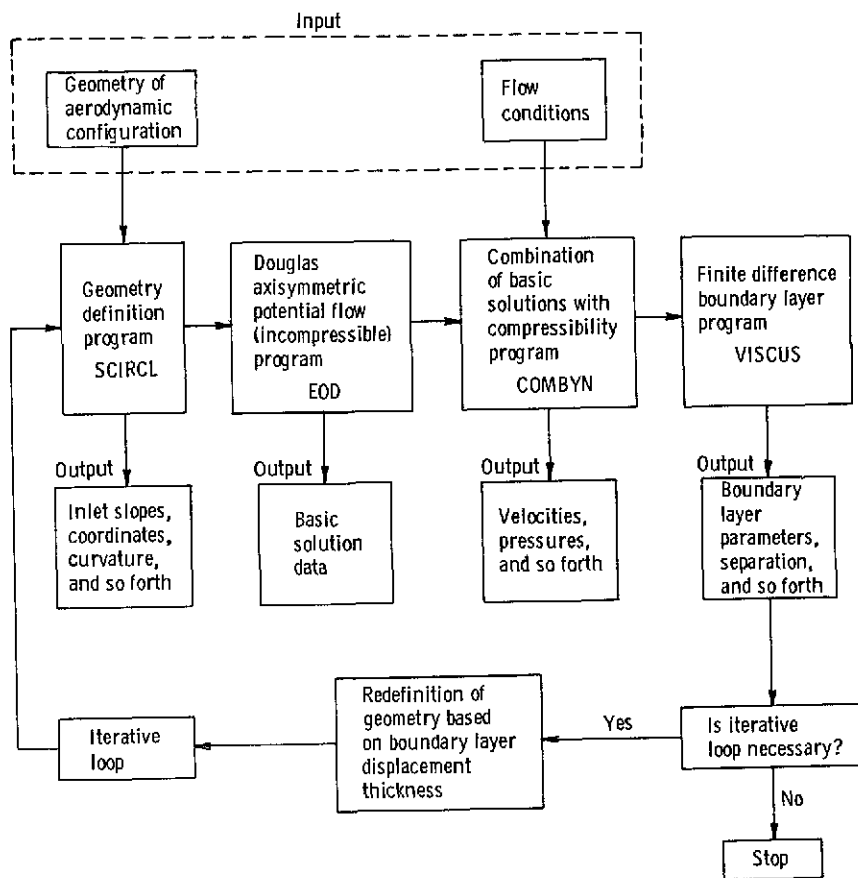 Input
Geometry of
aerodynamic
configuration
Flow
conditions
Geometry
definition
program
SCIRCL
Douglas
axisymmetric
potential flow
(incompressible)
program
EOD
Combination
of basic
solutions with
compressibility
program
COMBYN
Finite difference
boundary layer
program
VISCUS
Output
Inlet slopes,
coordinates,
curvature,
and so forth
Output
Basic
solution
data
Output
Velocities,
pressures,
and so forth
Output
Boundary
layer
parameters,
separation,
and so forth
Iterative
loop
Redefinition of
geometry based
on boundary layer
displacement
thickness
Yes
Is iterative
loop necessary?
No
Stop